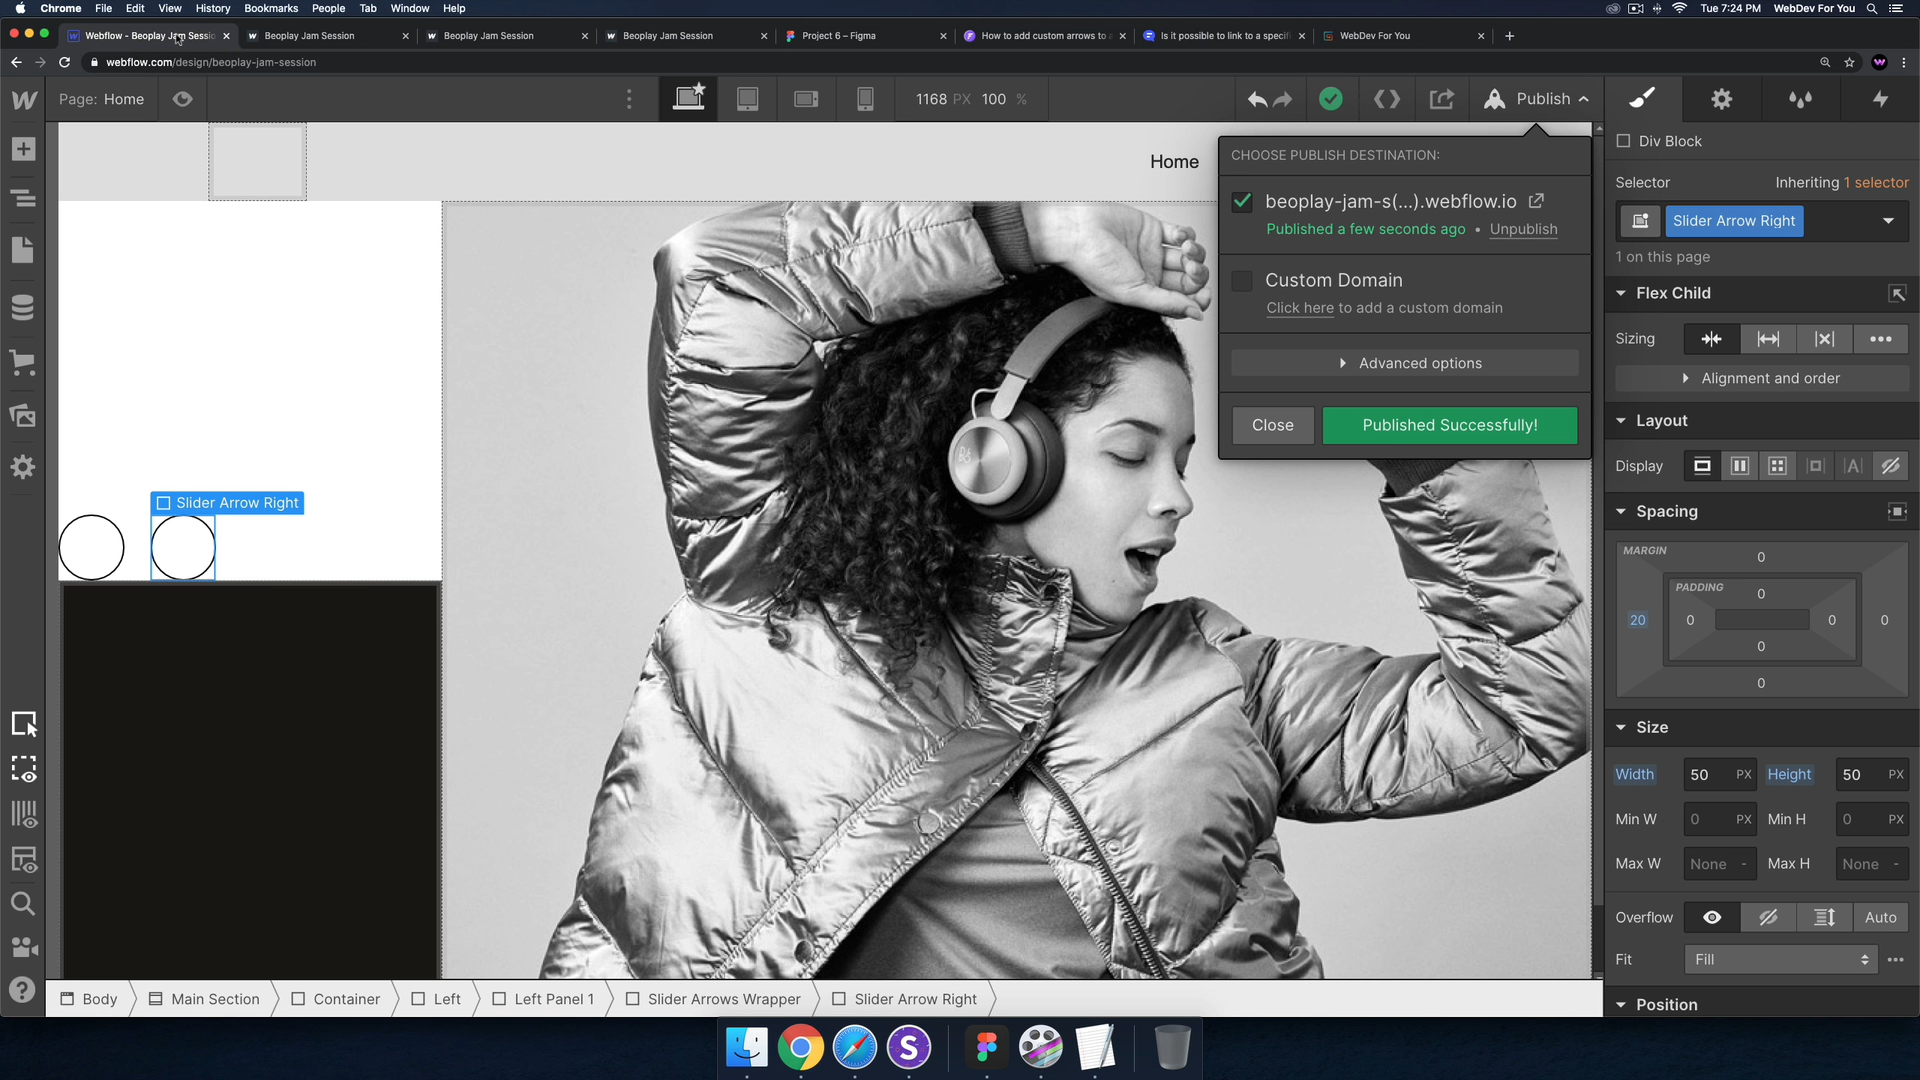 Chrome File Edit View History Bookmarks People Tab Window Help
Tue 7:24 PM WebDev For You
Webflow - Beoplay Jam Sessi
Beoplay Jam Session
Beoplay Jam Session
Beoplay Jam Session
Project 6 – Figma
How to add custom arrows to a
Is it possible to link to a specif
WebDev For You
webflow.com/design/beoplay-jam-session
Page: Home
1168 PX 100 %
Publish
Home
CHOOSE PUBLISH DESTINATION:
beoplay-jam-s(...).webflow.io
Published a few seconds ago • Unpublish
Custom Domain
Click here to add a custom domain
Advanced options
Close
Published Successfully!
Slider Arrow Right
Div Block
Selector
Inheriting 1 selector
Slider Arrow Right
1 on this page
Flex Child
Sizing
Alignment and order
Layout
Display
Spacing
MARGIN
0
PADDING
0
20
0
0
0
0
0
Size
Width 50 PX Height 50 PX
Min W 0 PX Min H 0 PX
Max W None - Max H None -
Overflow
Auto
Fit
Fill
Position
Body
Main Section
Container
Left
Left Panel 1
Slider Arrows Wrapper
Slider Arrow Right